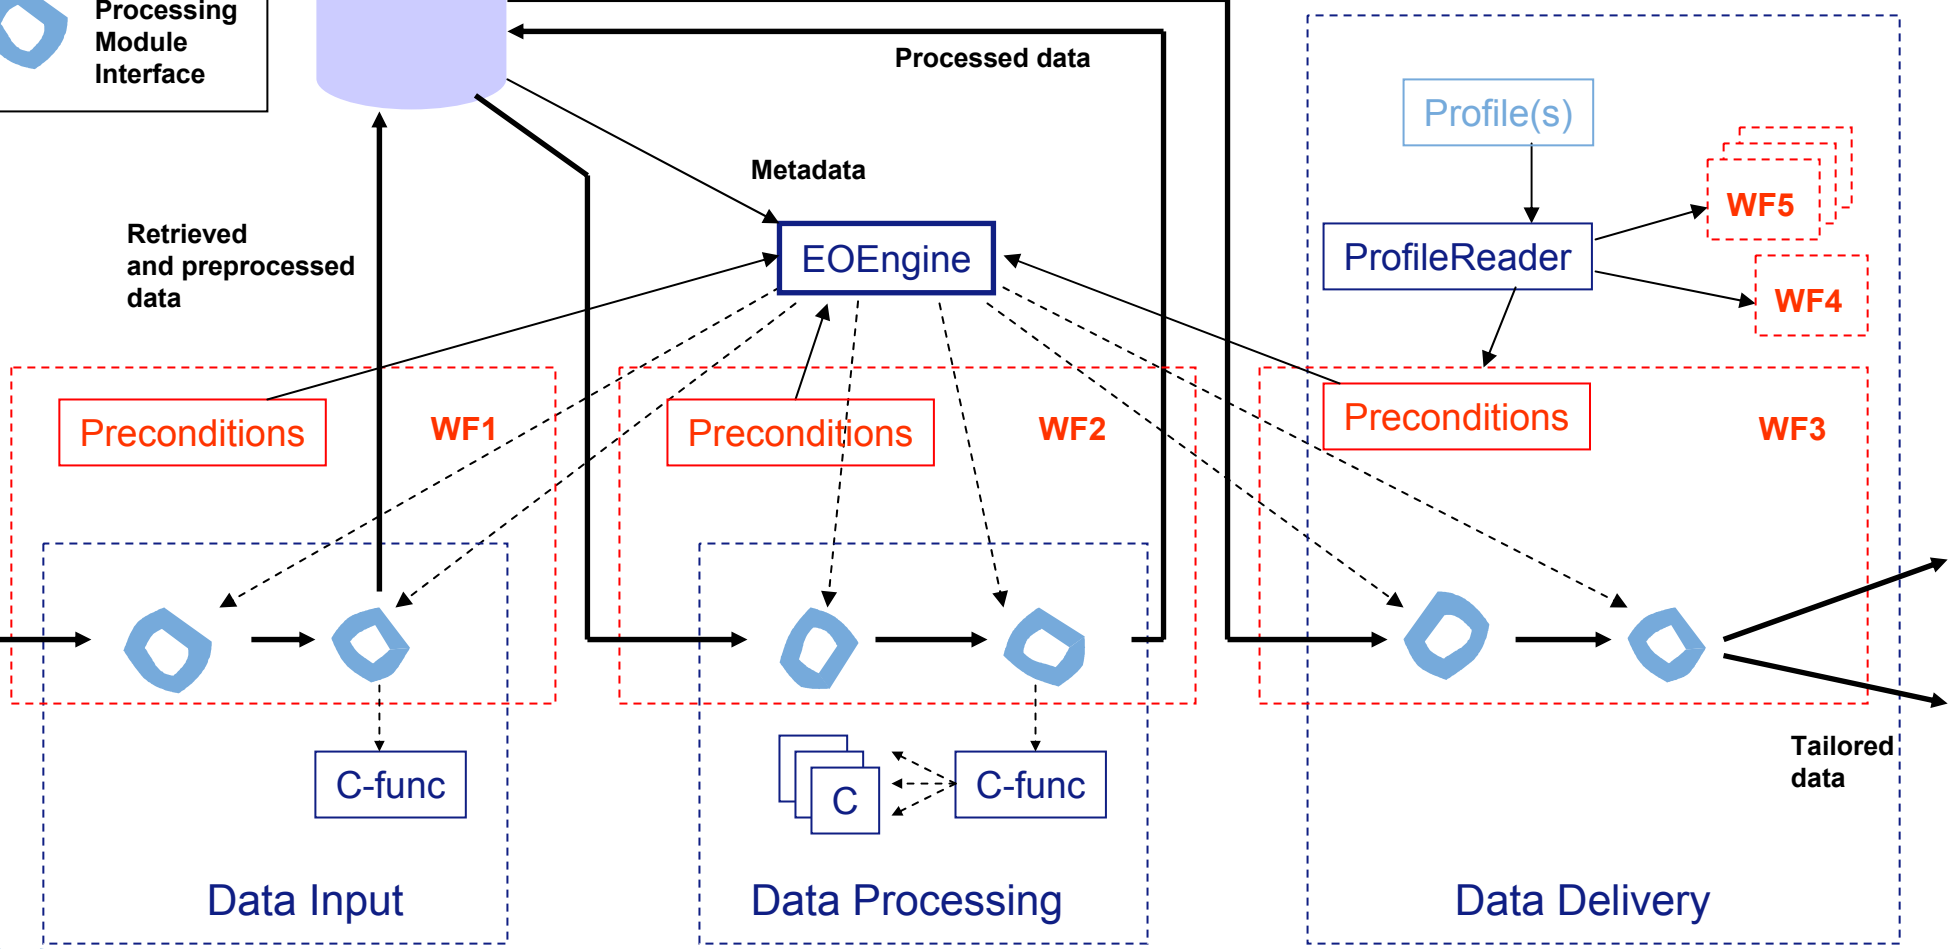 Processing
Module
Interface
Processed data
Profile(s)
Metadata
WF5
Retrieved
and preprocessed
data
EOEngine
ProfileReader
WF4
Preconditions
WF1
Preconditions
WF2
Preconditions
WF3
Tailored
data
C-func
C
C-func
Data Input
Data Processing
Data Delivery